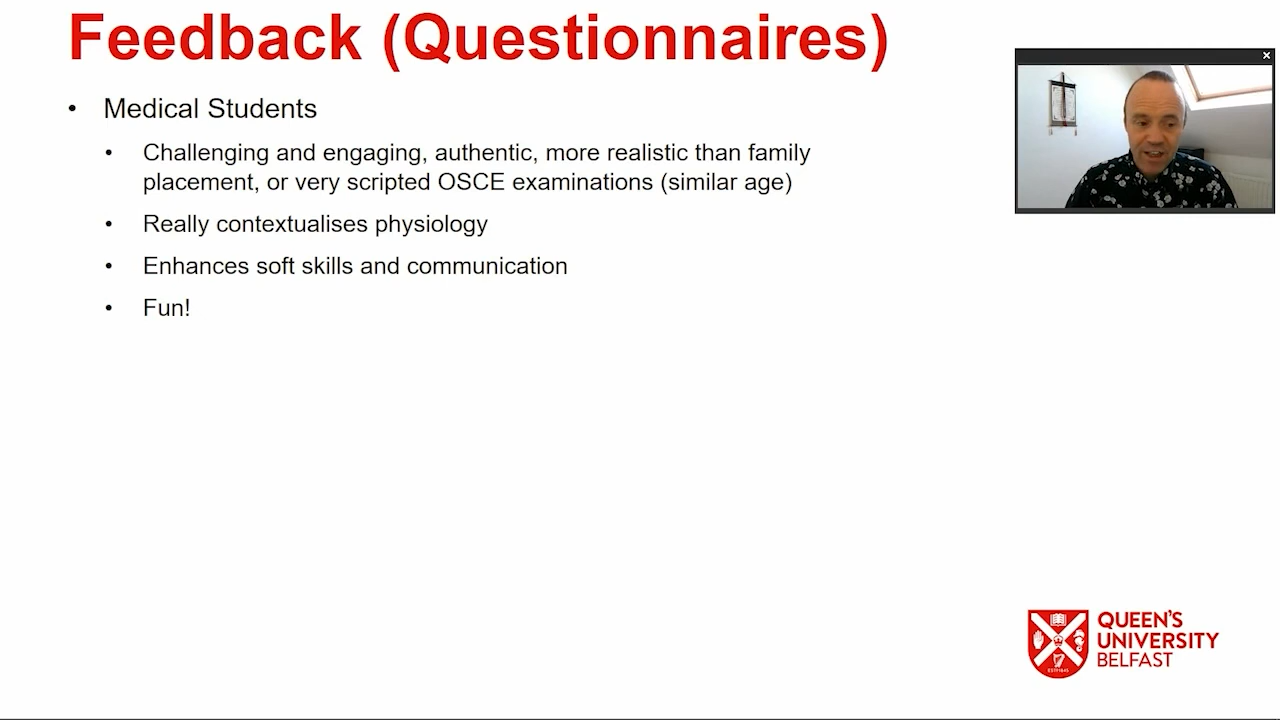 Feedback (Questionnaires)
• Medical Students
• Challenging and engaging, authentic, more realistic than family
placement, or very scripted OSCE examinations (similar age)
• Really contextualises physiology
• Enhances soft skills and communication
• Fun!
QUEEN'S
UNIVERSITY
BELFAST